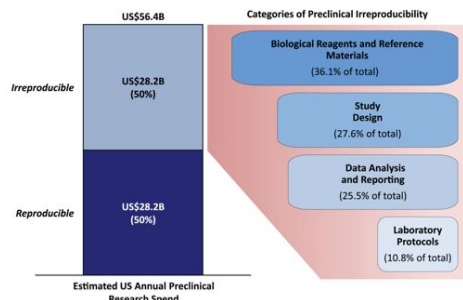 US$56.4B
Categories of Preclinical Irreproducibility
Irreproducible
US$28.2B
(50%)
Biological Reagents and Reference
Materials
(36.1% of total)
Study
Design
(27.6% of total)
Data Analysis
and Reporting
(25.5% of total)
Reproducible
US$28.2B
(50%)
Laboratory
Protocols
(10.8% of total)
Estimated US Annual Preclinical
Research Spend